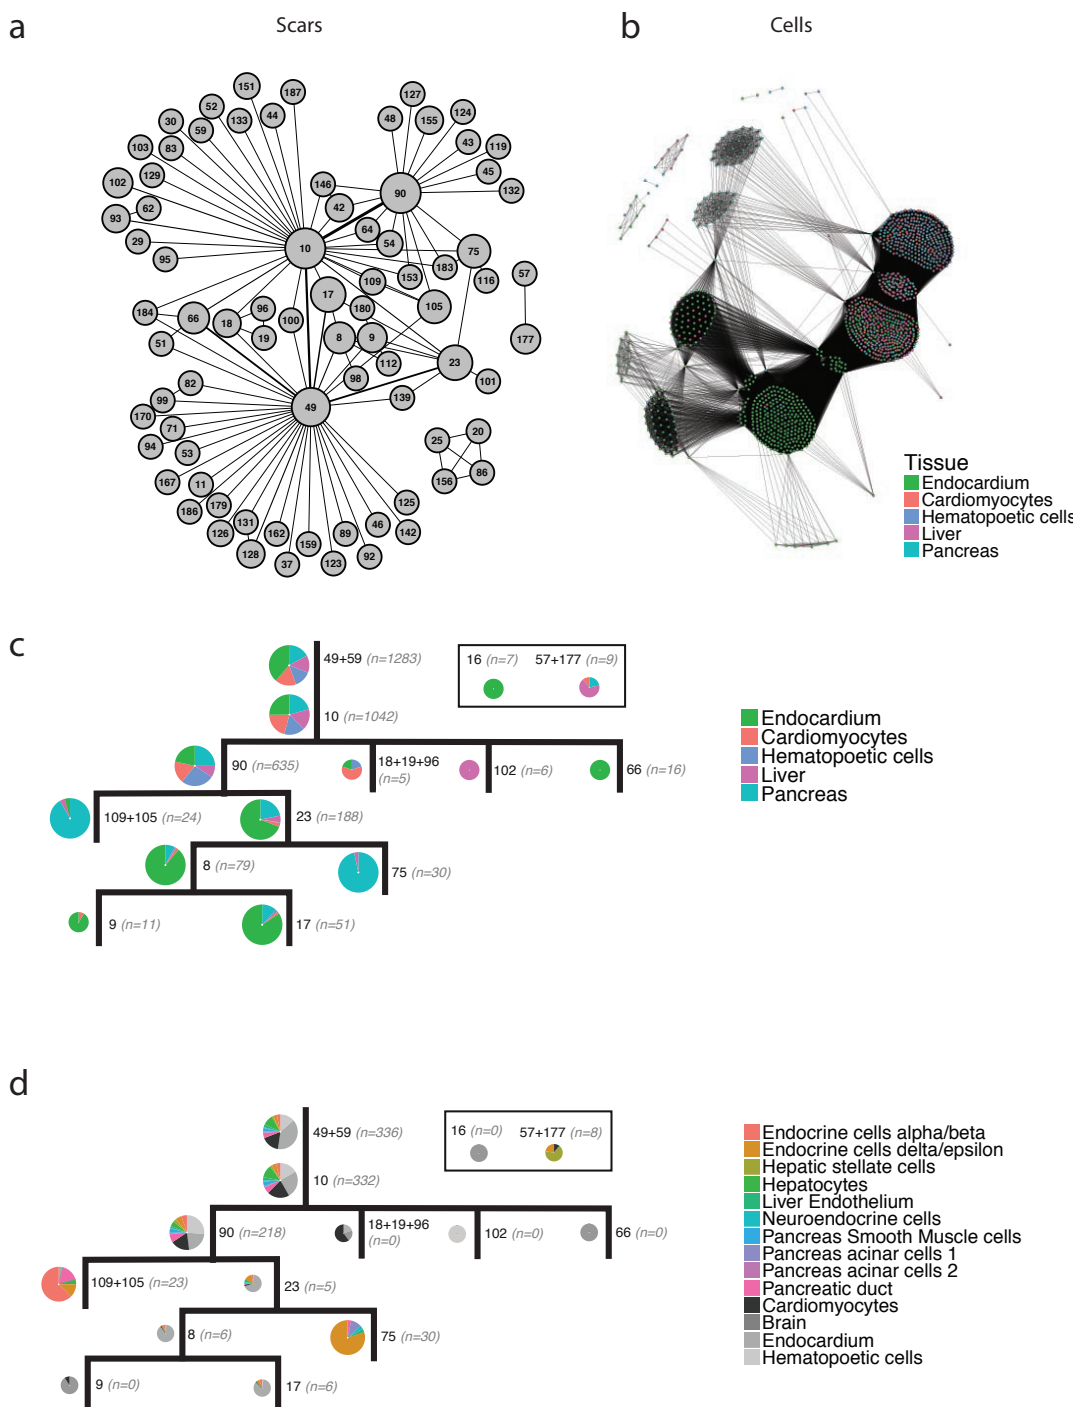 a
Scars
b
Cells
151
187
127
52
30
59
133
44
48
155
124
103
83
43
119
129
102
146
90
45
132
93
62
42
64
29
10
54
75
95
109
153
183
116
57
17
184
66
96
180
105
18
100
51
19
8
9
177
112
23
82
98
101
99
49
139
170
71
94
53
25
20
167
11
156
86
186
179
125
126
131
162
89
46
142
128
159
37
123
92
Tissue
Endocardium
Cardiomyocytes
Hematopoetic cells
Liver
Pancreas
c
49+59 (n=1283)
16 (n=7)
57+177 (n=9)
10 (n=1042)
90 (n=635)
18+19+96
(n=5)
102 (n=6)
66 (n=16)
109+105 (n=24)
23 (n=188)
8 (n=79)
75 (n=30)
9 (n=11)
17 (n=51)
Endocardium
Cardiomyocytes
Hematopoetic cells
Liver
Pancreas
d
49+59 (n=336)
16 (n=0)
57+177 (n=8)
10 (n=332)
90 (n=218)
18+19+96
(n=0)
102 (n=0)
66 (n=0)
109+105 (n=23)
23 (n=5)
8 (n=6)
75 (n=30)
9 (n=0)
17 (n=6)
Endocrine cells alpha/beta
Endocrine cells delta/epsilon
Hepatic stellate cells
Hepatocytes
Liver Endothelium
Neuroendocrine cells
Pancreas Smooth Muscle cells
Pancreas acinar cells 1
Pancreas acinar cells 2
Pancreatic duct
Cardiomyocytes
Brain
Endocardium
Hematopoetic cells